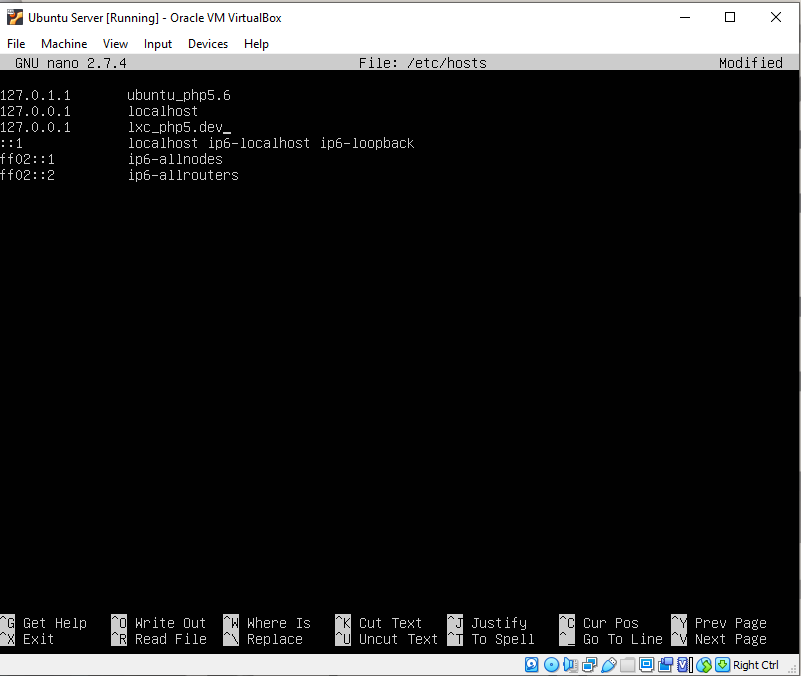 Ubuntu Server [Running] - Oracle VM VirtualBox
File Machine View Input Devices Help
GNU nano 2.7.4 File: /etc/hosts Modified
127.0.1.1 ubuntu_php5.6
127.0.0.1 localhost
127.0.0.1 lxc_php5.dev_
::1 localhost ip6-localhost ip6-loopback
ff02::1 ip6-allnodes
ff02::2 ip6-allrouters
^G Get Help ^O Write Out ^W Where Is ^K Cut Text ^J Justify ^C Cur Pos ^Y Prev Page
^X Exit ^R Read File ^\ Replace ^U Uncut Text ^T To Spell ^_ Go To Line ^V Next Page
Right Ctrl